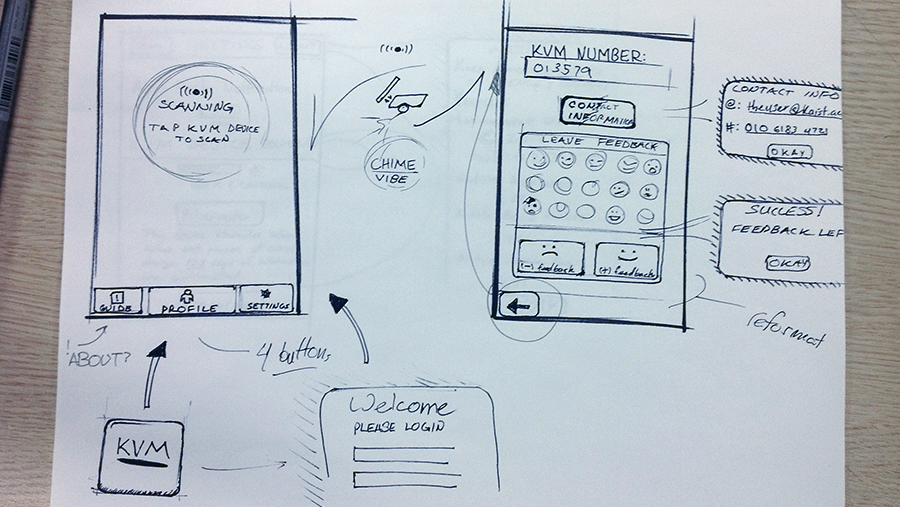 SCANNING
TAP KVM DEVICE
TO SCAN
GUIDE
PROFILE
SETTINGS
ABOUT?
4 buttons
CHIME
VIBE
KVM NUMBER:
013579
CONTACT
INFORMATION
LEAVE FEEDBACK
(-) feedback
(+) feedback
CONTACT INFO
@: theuser@kaist.ac
#: 010 6183 4721
OKAY
SUCLESS!
FEEDBACK LEF
OKAY
reformat
KVM
Welcome
PLEASE LOGIN